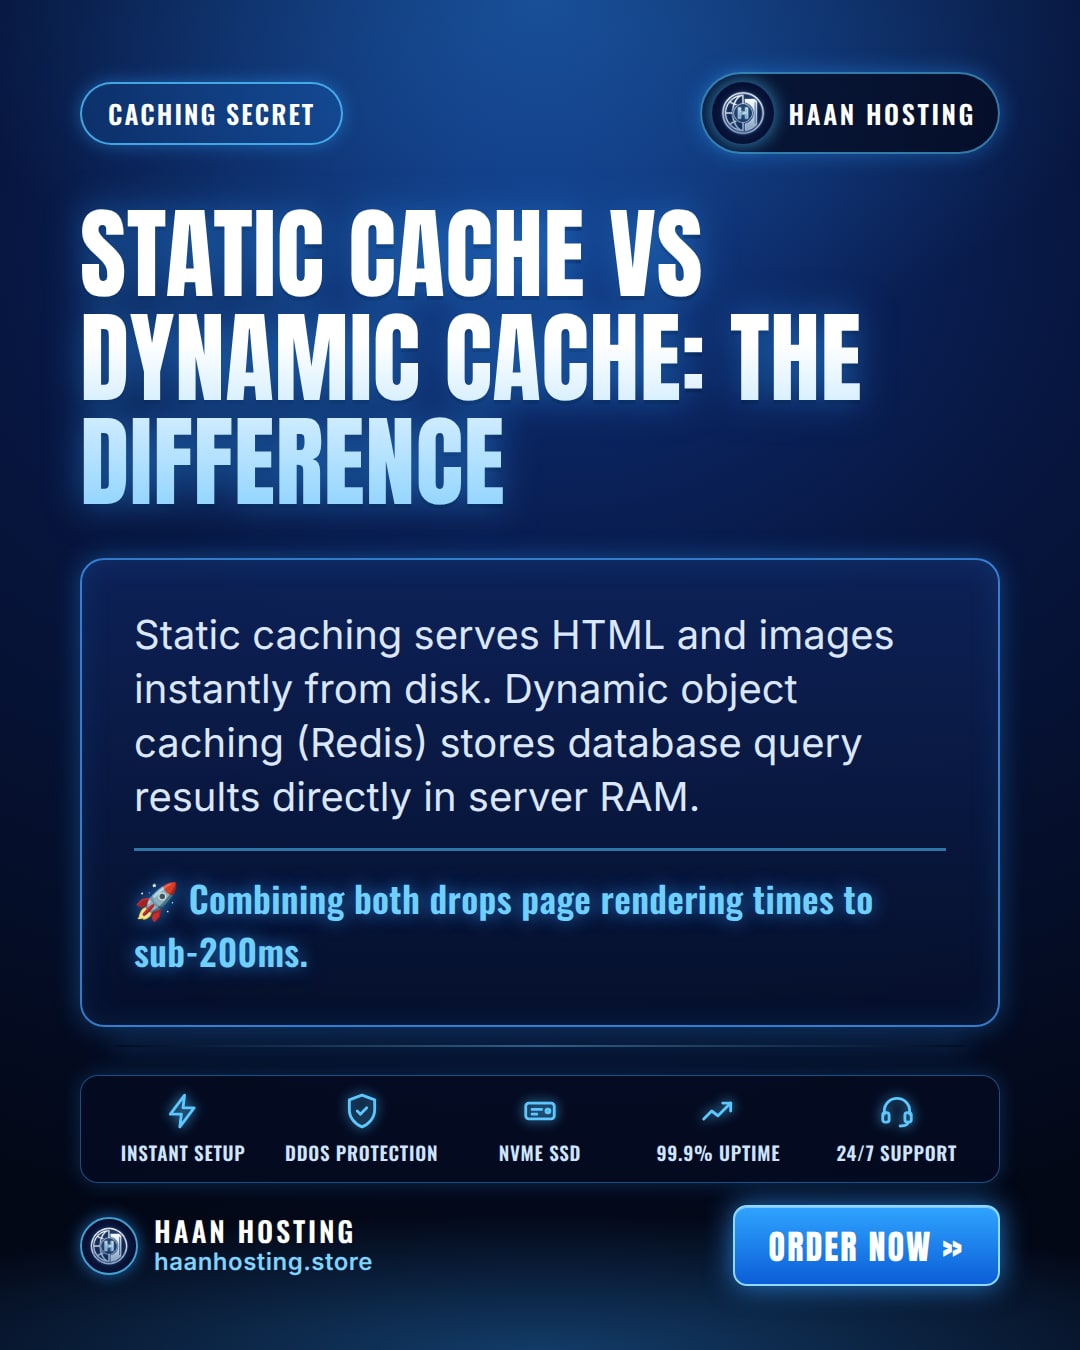 CACHING SECRET
HAAN HOSTING
STATIC CACHE VS
DYNAMIC CACHE: THE
DIFFERENCE
Static caching serves HTML and images
instantly from disk. Dynamic object
caching (Redis) stores database query
results directly in server RAM.
🚀 Combining both drops page rendering times to
sub-200ms.
INSTANT SETUP
DDOS PROTECTION
NVME SSD
99.9% UPTIME
24/7 SUPPORT
HAAN HOSTING
haanhosting.store
ORDER NOW »